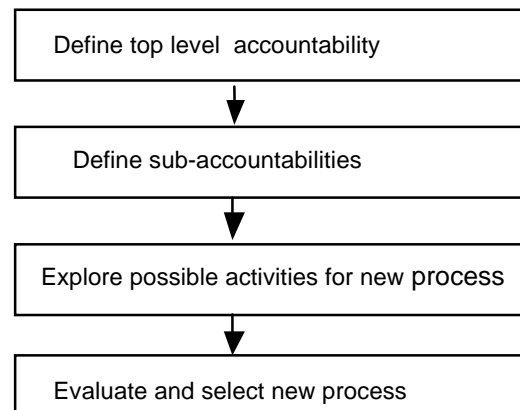 Define top level accountability
Define sub-accountabilities
Explore possible activities for new process
Evaluate and select new process